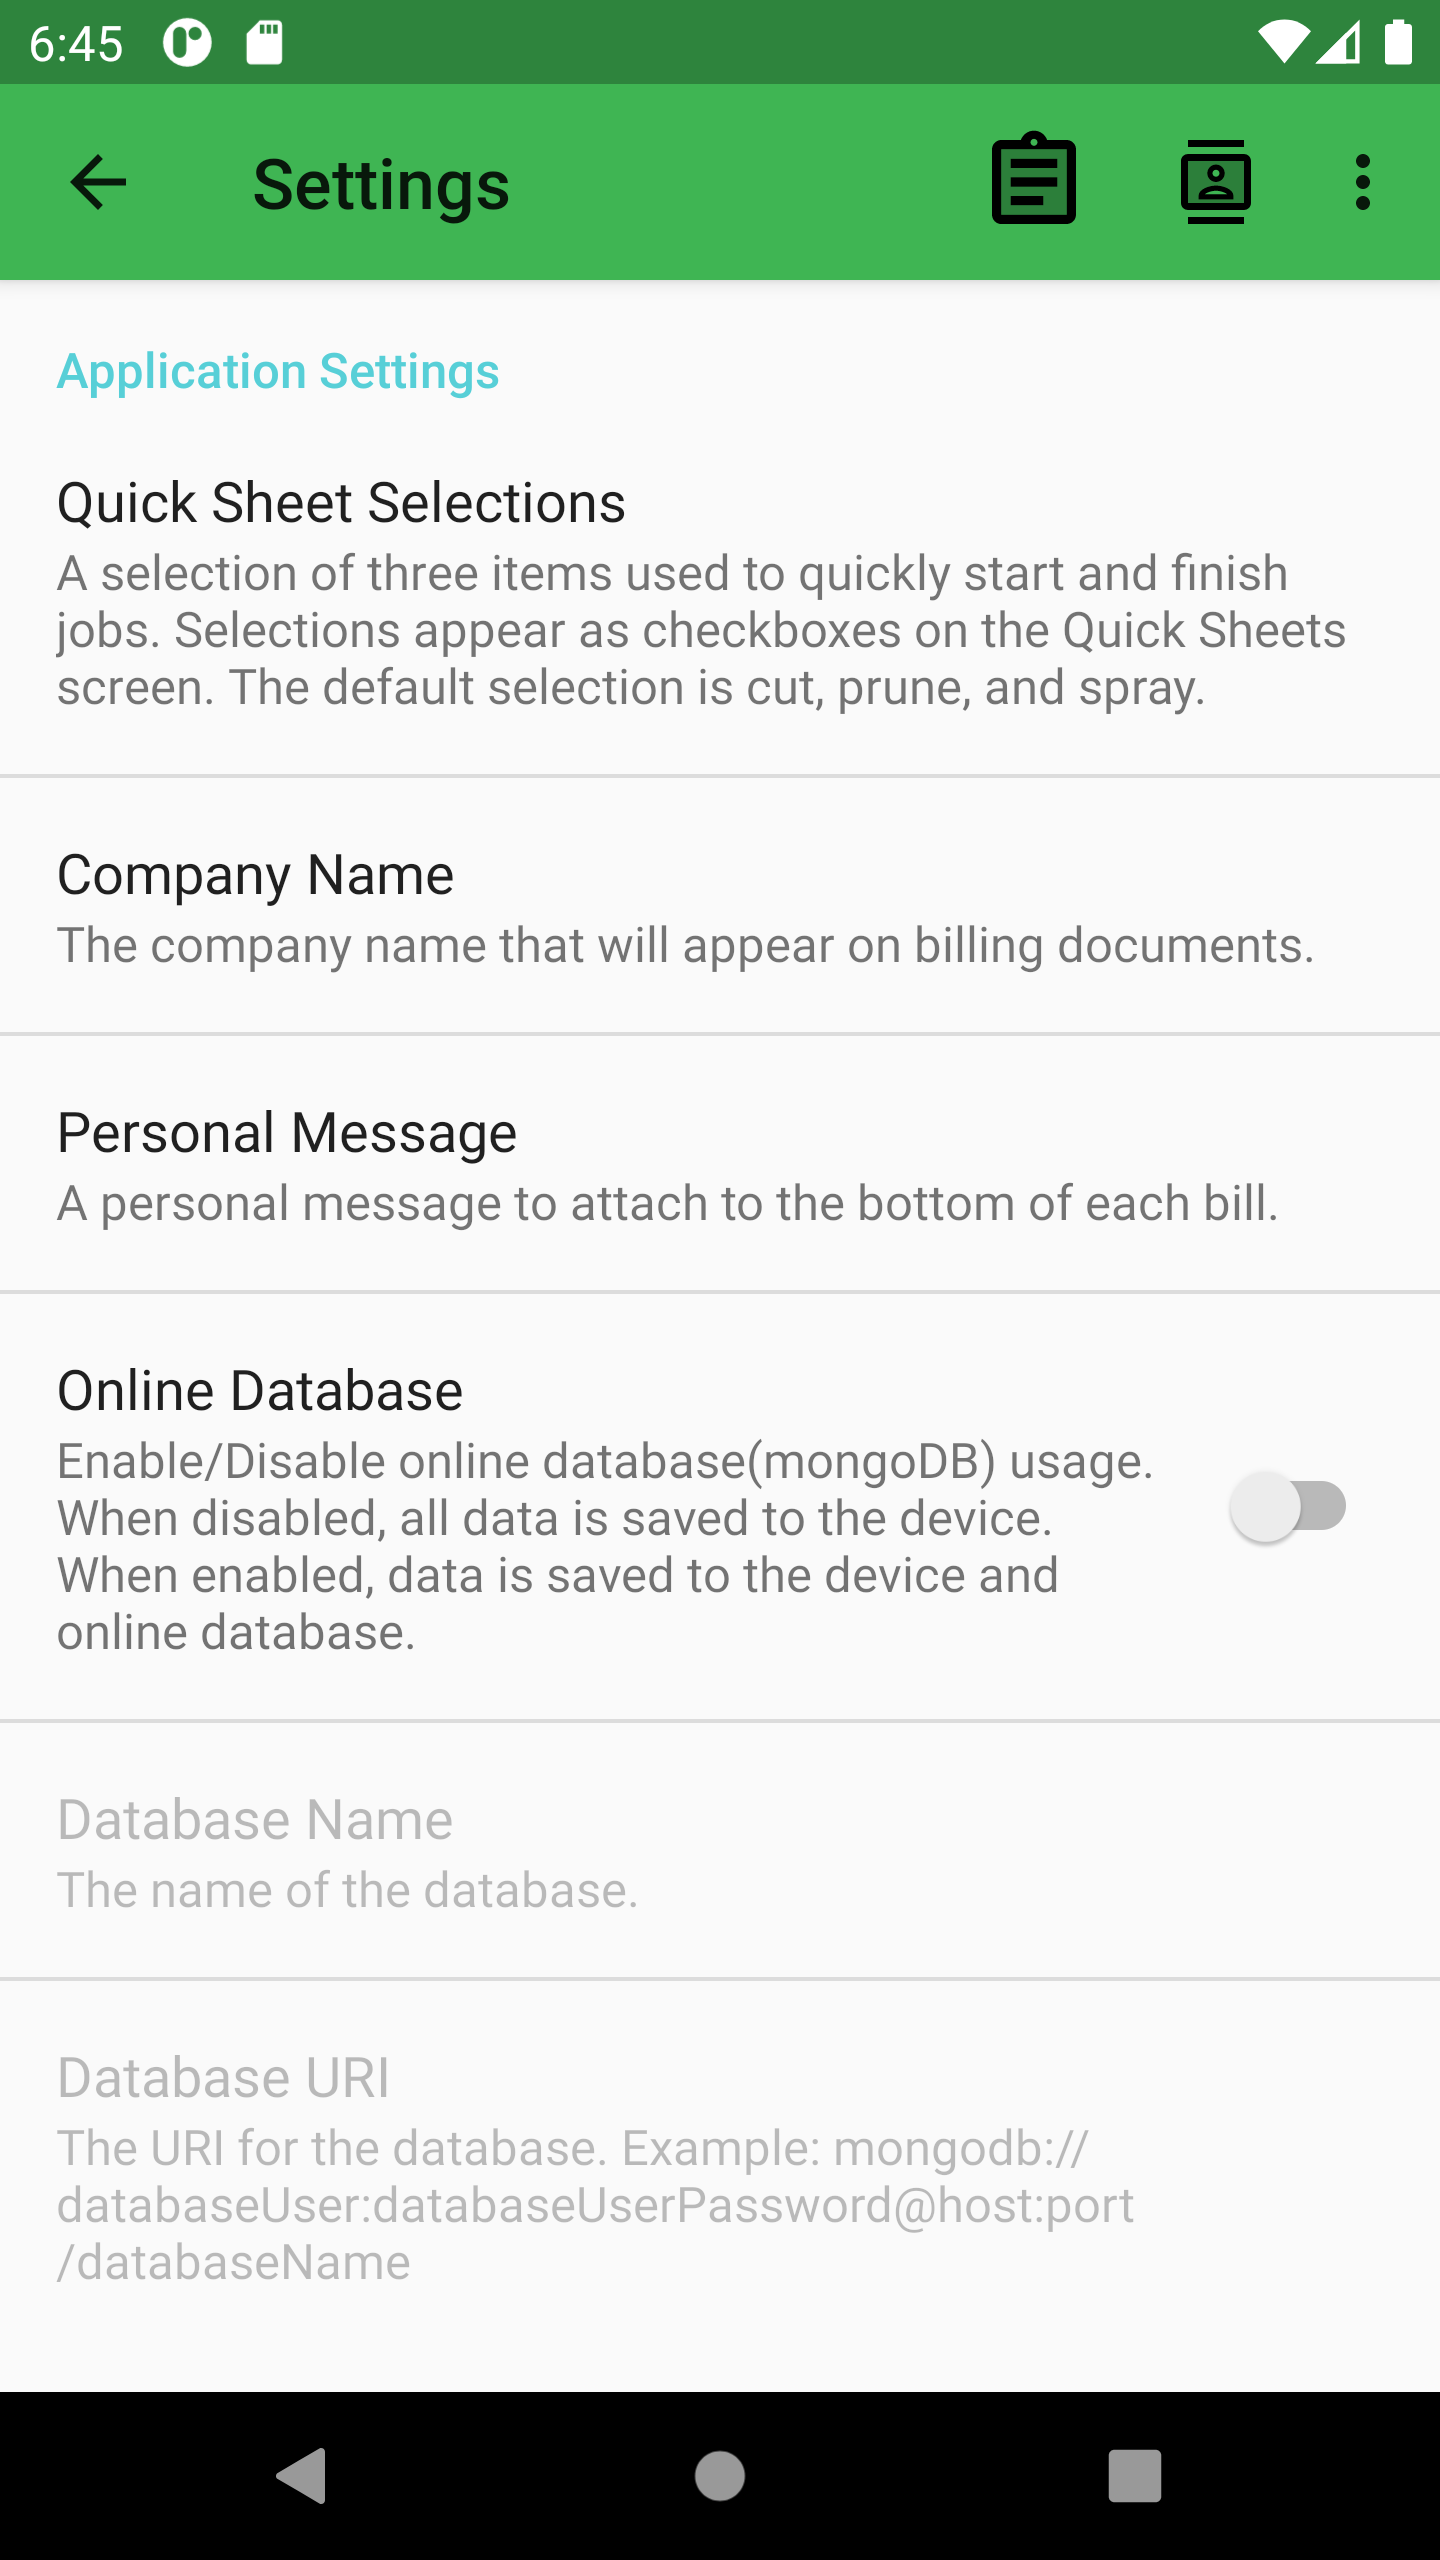 6:45
Settings
Application Settings
Quick Sheet Selections
A selection of three items used to quickly start and finish
jobs. Selections appear as checkboxes on the Quick Sheets
screen. The default selection is cut, prune, and spray.
Company Name
The company name that will appear on billing documents.
Personal Message
A personal message to attach to the bottom of each bill.
Online Database
Enable/Disable online database(mongoDB) usage.
When disabled, all data is saved to the device.
When enabled, data is saved to the device and
online database.
Database Name
The name of the database.
Database URI
The URI for the database. Example: mongodb://
databaseUser:databaseUserPassword@host:port
/databaseName